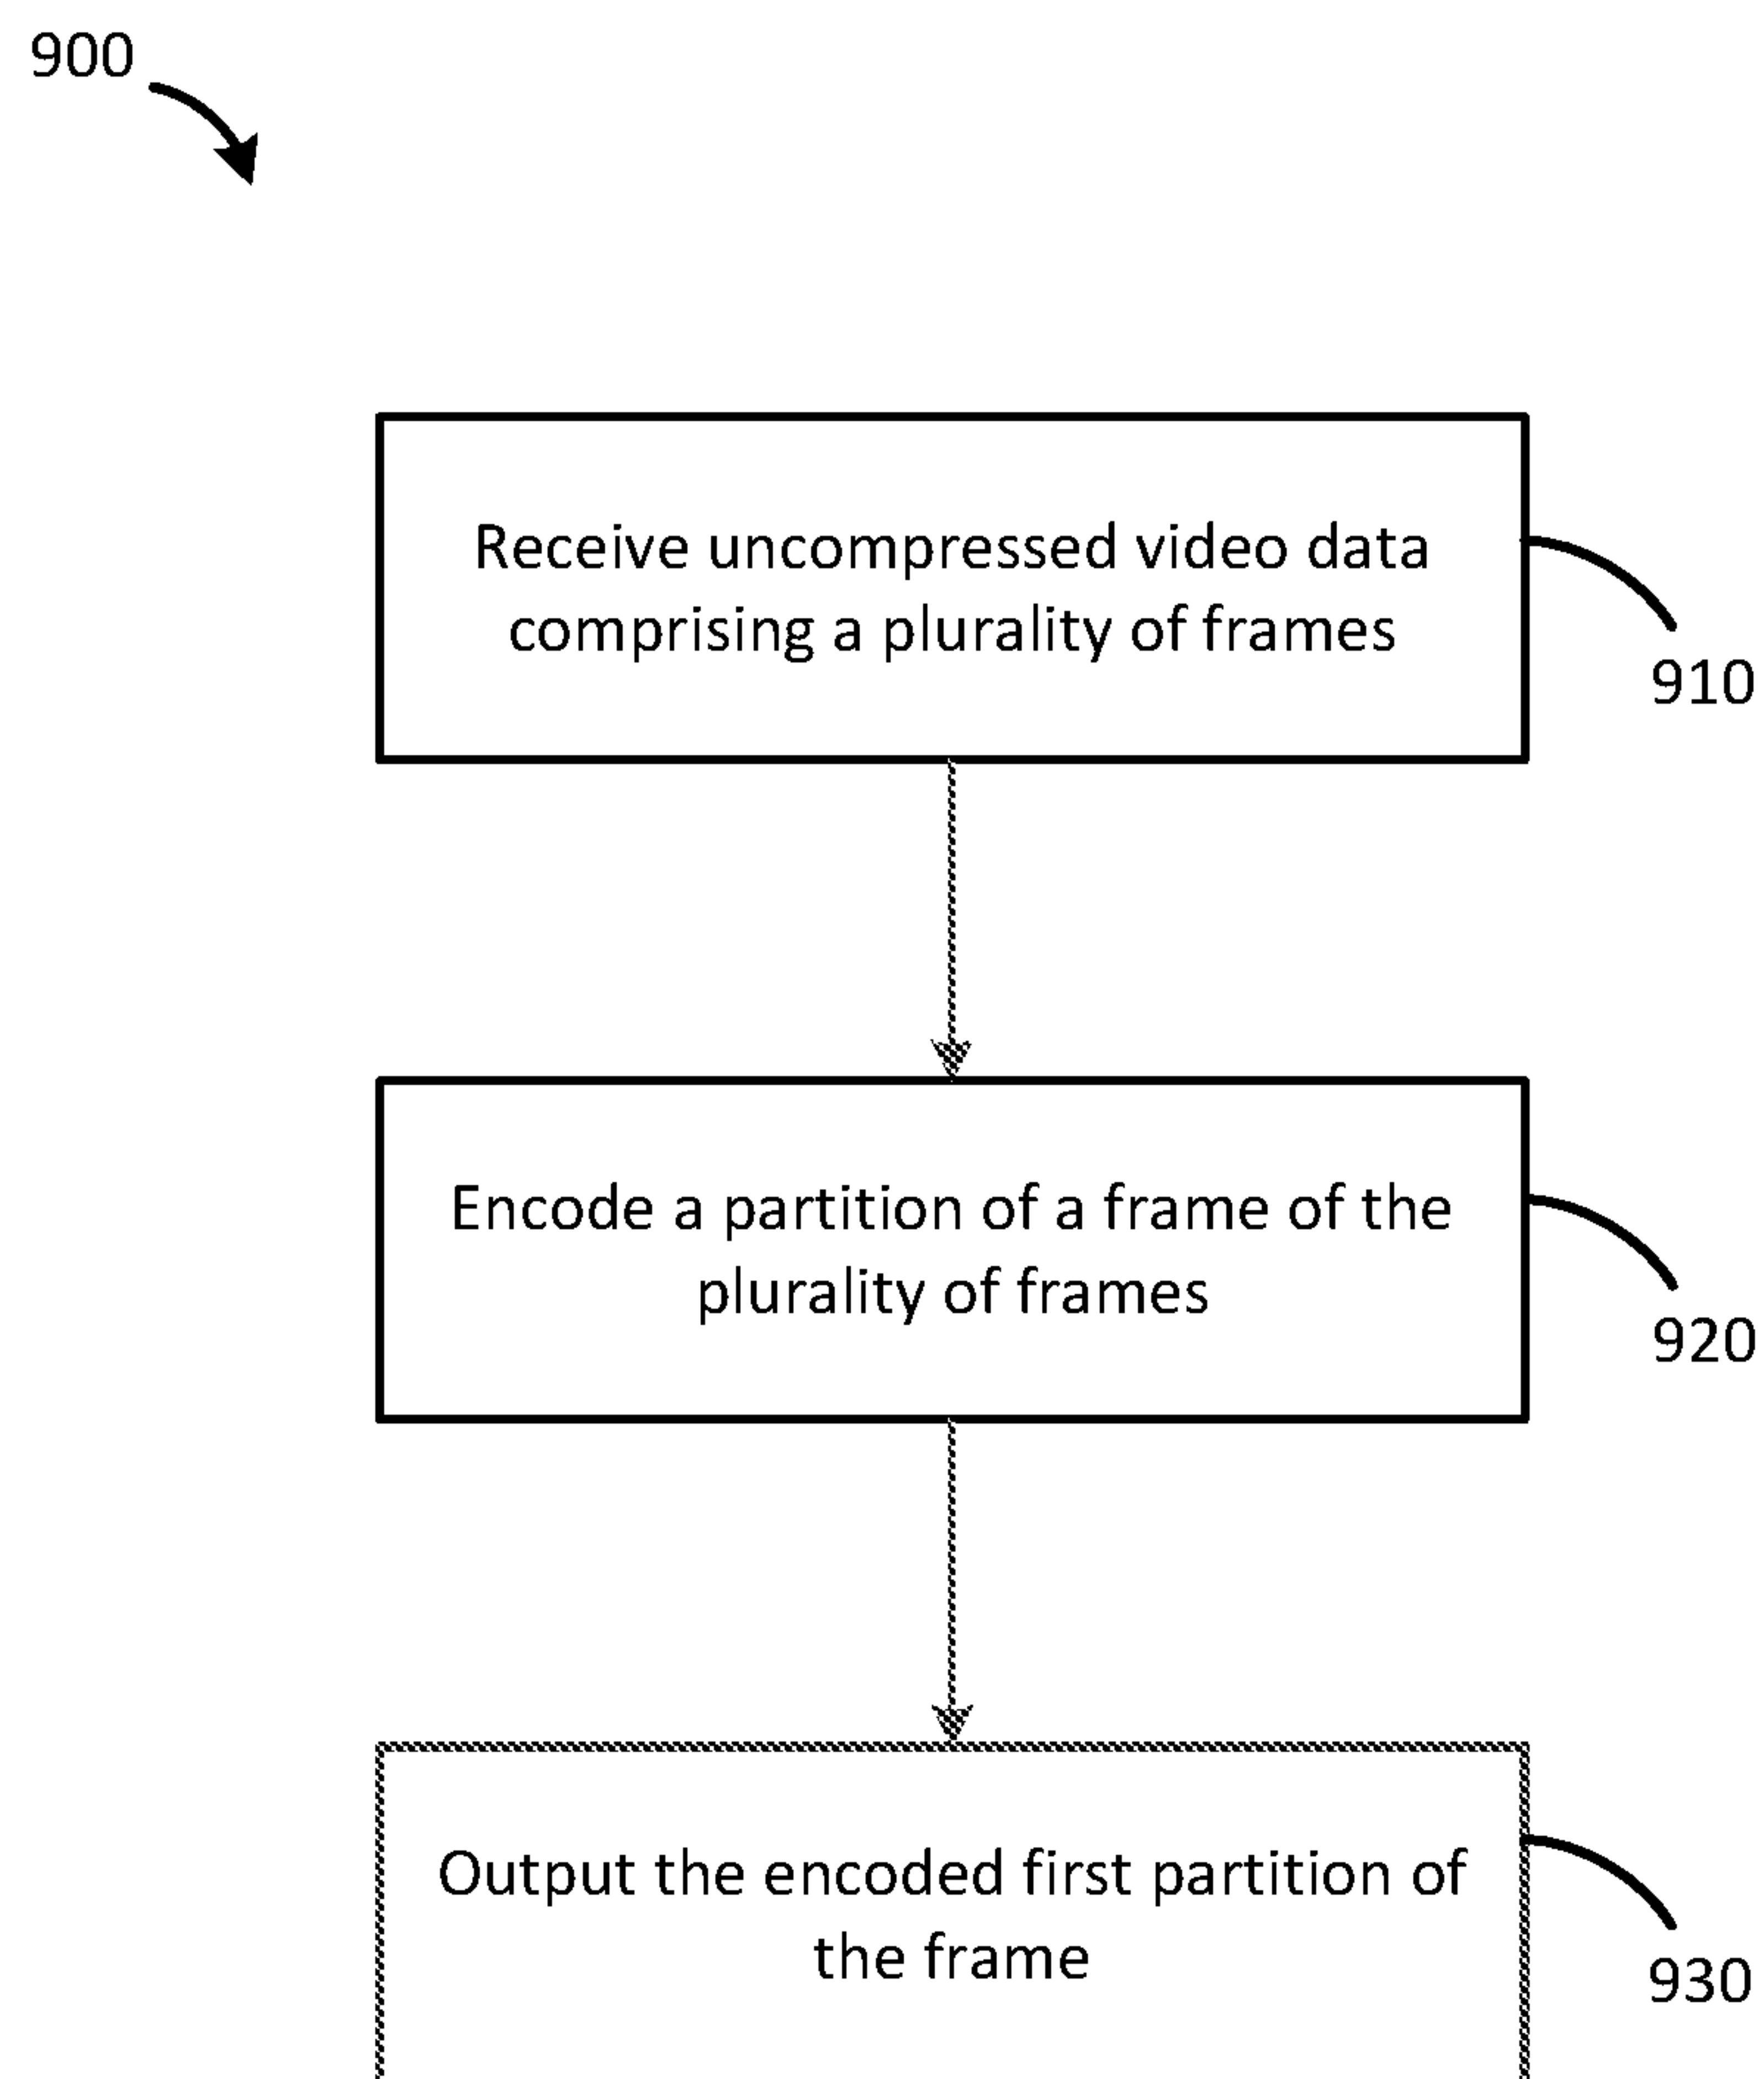 900
Receive uncompressed video data
comprising a plurality of frames
910
Encode a partition of a frame of the
plurality of frames
920
Output the encoded first partition of
the frame
930